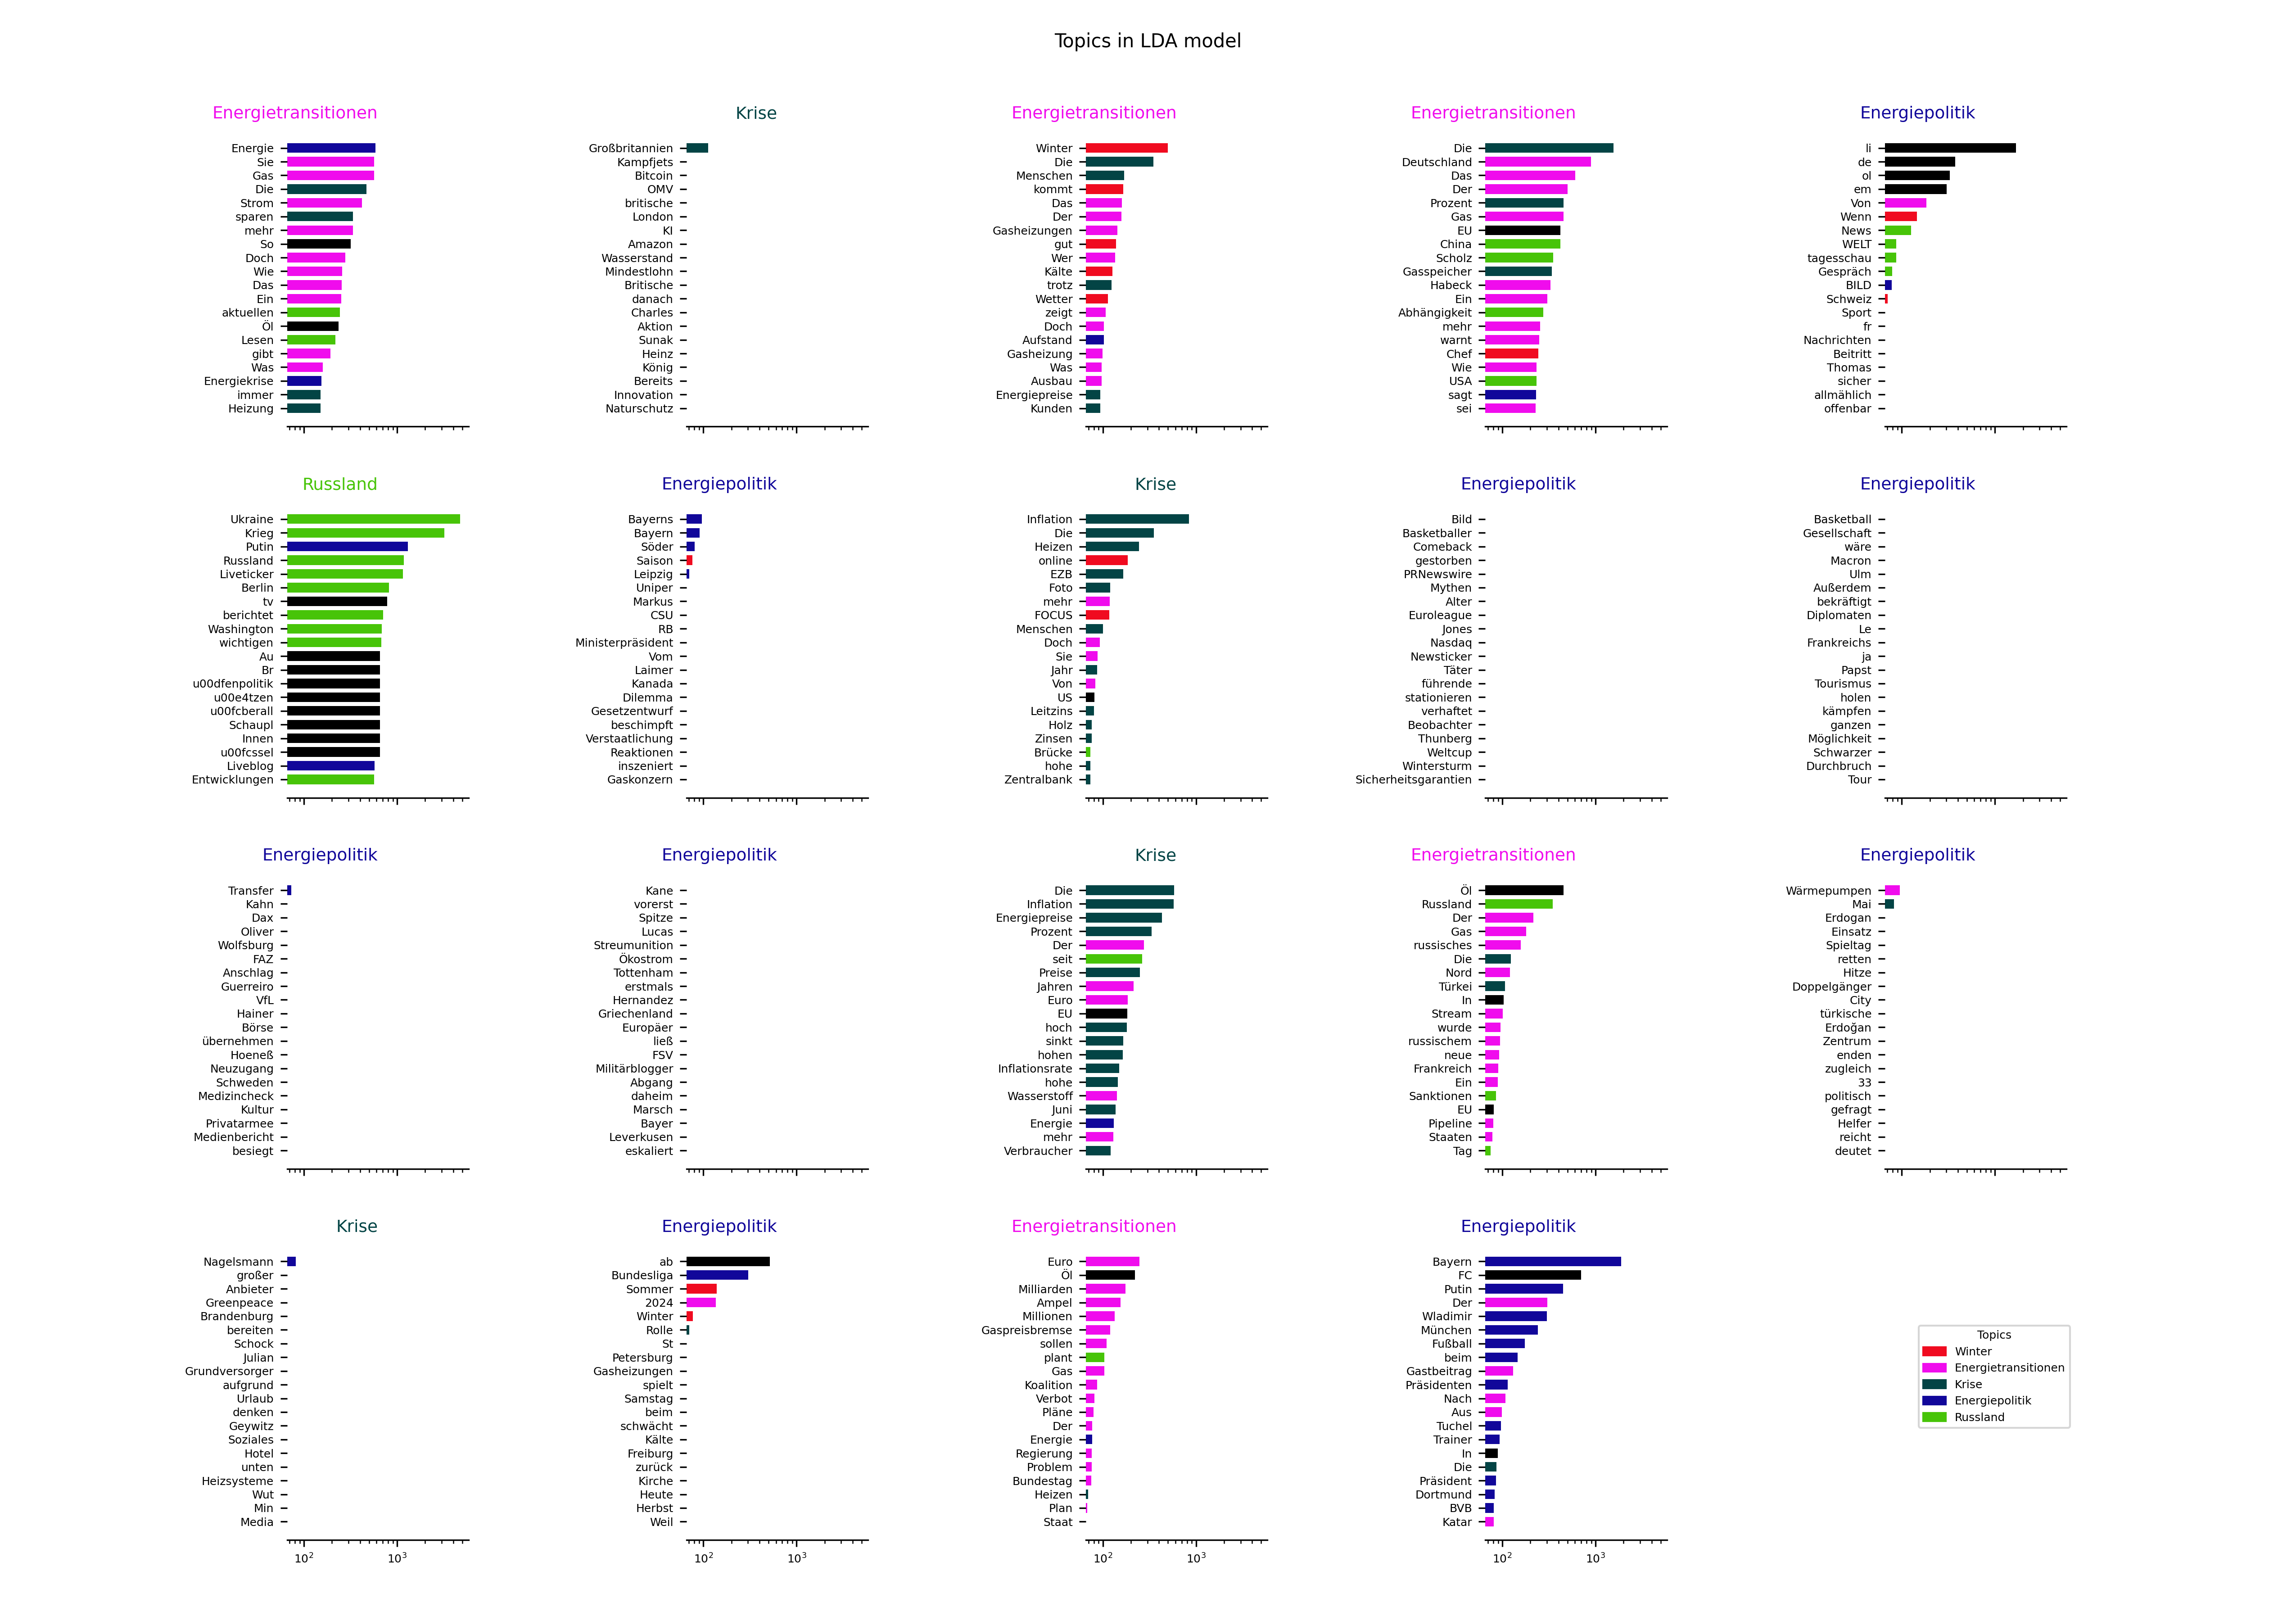 Topics in LDA model
Energietransitionen
Energie
Sie
Gas
Die
Strom
sparen
mehr
So
Doch
Wie
Das
Ein
aktuellen
Öl
Lesen
gibt
Was
Energiekrise
immer
Heizung
Krise
Großbritannien
Kampfjets
Bitcoin
OMV
britische
London
KI
Amazon
Wasserstand
Mindestlohn
Britische
danach
Charles
Aktion
Sunak
Heinz
König
Bereits
Innovation
Naturschutz
Energietransitionen
Winter
Die
Menschen
kommt
Das
Der
Gasheizungen
gut
Wer
Kälte
trotz
Wetter
zeigt
Doch
Aufstand
Gasheizung
Was
Ausbau
Energiepreise
Kunden
Energietransitionen
Die
Deutschland
Das
Der
Prozent
Gas
EU
China
Scholz
Gasspeicher
Habeck
Ein
Abhängigkeit
mehr
warnt
Chef
Wie
USA
sagt
sei
Energiepolitik
li
de
ol
em
Von
Wenn
News
WELT
tagesschau
Gespräch
BILD
Schweiz
Sport
fr
Nachrichten
Beitritt
Thomas
sicher
allmählich
offenbar
Russland
Ukraine
Krieg
Putin
Russland
Liveticker
Berlin
tv
berichtet
Washington
wichtigen
Au
Br
u00dfenpolitik
u00e4tzen
u00fcberall
Schaupl
Innen
u00fcssel
Liveblog
Entwicklungen
Energiepolitik
Bayerns
Bayern
Söder
Saison
Leipzig
Uniper
Markus
CSU
RB
Ministerpräsident
Vom
Laimer
Kanada
Dilemma
Gesetzentwurf
beschimpft
Verstaatlichung
Reaktionen
inszeniert
Gaskonzern
Krise
Inflation
Die
Heizen
online
EZB
Foto
mehr
FOCUS
Menschen
Doch
Sie
Jahr
Von
US
Leitzins
Holz
Zinsen
Brücke
hohe
Zentralbank
Energiepolitik
Bild
Basketballer
Comeback
gestorben
PRNewswire
Mythen
Alter
Euroleague
Jones
Nasdaq
Newsticker
Täter
führende
stationieren
verhaftet
Beobachter
Thunberg
Weltcup
Wintersturm
Sicherheitsgarantien
Energiepolitik
Basketball
Gesellschaft
wäre
Macron
Ulm
Außerdem
bekräftigt
Diplomaten
Le
Frankreichs
ja
Papst
Tourismus
holen
kämpfen
ganzen
Möglichkeit
Schwarzer
Durchbruch
Tour
Energiepolitik
Transfer
Kahn
Dax
Oliver
Wolfsburg
FAZ
Anschlag
Guerreiro
VfL
Hainer
Börse
übernehmen
Hoeneß
Neuzugang
Schweden
Medizincheck
Kultur
Privatarmee
Medienbericht
besiegt
Energiepolitik
Kane
vorerst
Spitze
Lucas
Streumunition
Ökostrom
Tottenham
erstmals
Hernandez
Griechenland
Europäer
ließ
FSV
Militärblogger
Abgang
daheim
Marsch
Bayer
Leverkusen
eskaliert
Krise
Die
Inflation
Energiepreise
Prozent
Der
seit
Preise
Jahren
Euro
EU
hoch
sinkt
hohen
Inflationsrate
hohe
Wasserstoff
Juni
Energie
mehr
Verbraucher
Energietransitionen
Öl
Russland
Der
Gas
russisches
Die
Nord
Türkei
In
Stream
wurde
russischem
neue
Frankreich
Ein
Sanktionen
EU
Pipeline
Staaten
Tag
Energiepolitik
Wärmepumpen
Mai
Erdogan
Einsatz
Spieltag
retten
Hitze
Doppelgänger
City
türkische
Erdoğan
Zentrum
enden
zugleich
33
politisch
gefragt
Helfer
reicht
deutet
Krise
Nagelsmann
großer
Anbieter
Greenpeace
Brandenburg
bereiten
Schock
Julian
Grundversorger
aufgrund
Urlaub
denken
Geywitz
Soziales
Hotel
unten
Heizsysteme
Wut
Min
Media
10² 10³
Energiepolitik
ab
Bundesliga
Sommer
2024
Winter
Rolle
St
Petersburg
Gasheizungen
spielt
Samstag
beim
schwächt
Kälte
Freiburg
zurück
Kirche
Heute
Herbst
Weil
10² 10³
Energietransitionen
Euro
Öl
Milliarden
Ampel
Millionen
Gaspreisbremse
sollen
plant
Gas
Koalition
Verbot
Pläne
Der
Energie
Regierung
Problem
Bundestag
Heizen
Plan
Staat
10² 10³
Energiepolitik
Bayern
FC
Putin
Der
Wladimir
München
Fußball
beim
Gastbeitrag
Präsidenten
Nach
Aus
Tuchel
Trainer
In
Die
Präsident
Dortmund
BVB
Katar
10² 10³
Topics
Winter
Energietransitionen
Krise
Energiepolitik
Russland